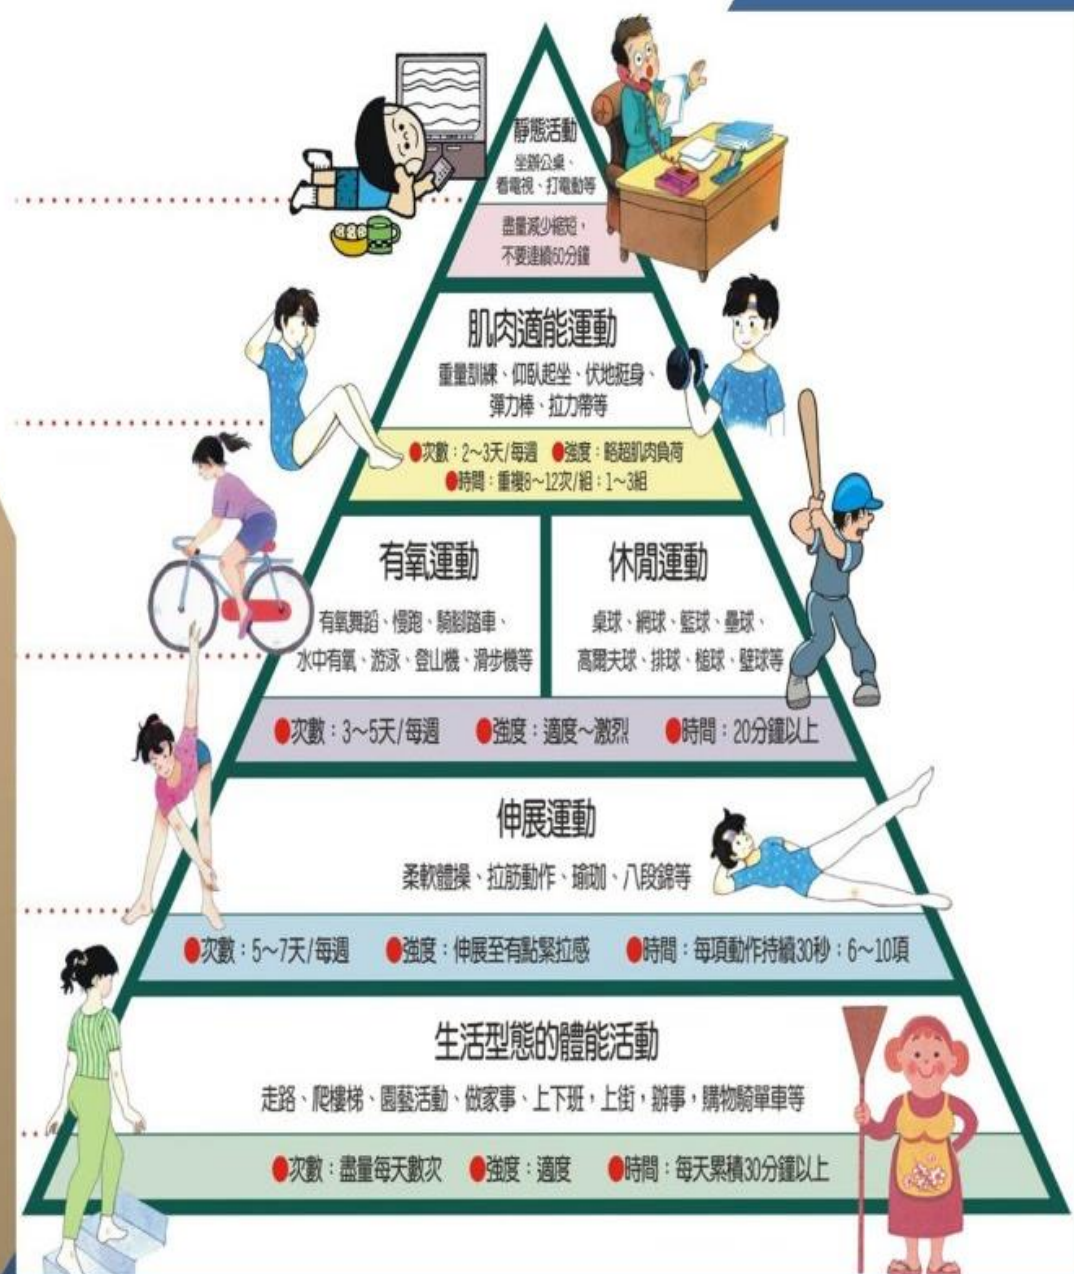 靜態活動
坐辦公桌、
看電視、打電動等
盡量減少縮短，
不要連續60分鐘
肌肉適能運動
重量訓練、仰臥起坐、伏地挺身、
彈力棒、拉力帶等
●次數：2～3天/每週 ●強度：略超肌肉負荷
●時間：重複8～12次/組：1～3組
有氧運動
有氧舞蹈、慢跑、騎腳踏車、
水中有氧、游泳、登山機、滑步機等
休閒運動
桌球、網球、籃球、壘球、
高爾夫球、排球、槌球、壁球等
●次數：3～5天/每週 ●強度：適度～激烈 ●時間：20分鐘以上
伸展運動
柔軟體操、拉筋動作、瑜珈、八段錦等
●次數：5～7天/每週 ●強度：伸展至有點緊拉感 ●時間：每項動作持續30秒：6～10項
生活型態的體能活動
走路、爬樓梯、園藝活動、做家事、上下班，上街，辦事，購物騎單車等
●次數：盡量每天數次 ●強度：適度 ●時間：每天累積30分鐘以上